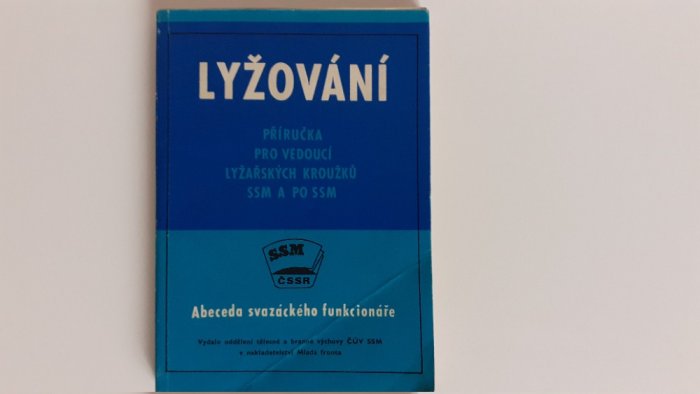 LYŽOVÁNÍ
PŘÍRUČKA
PRO VEDOUCÍ
LYŽAŘSKÝCH KROUŽKŮ
SSM A PO SSM
SSM
ČSSR
Abeceda svazáckého funkcionáře
Vydalo oddělení tělesné a branné výchovy ČÚV SSM
v nakladatelství Mladá fronta